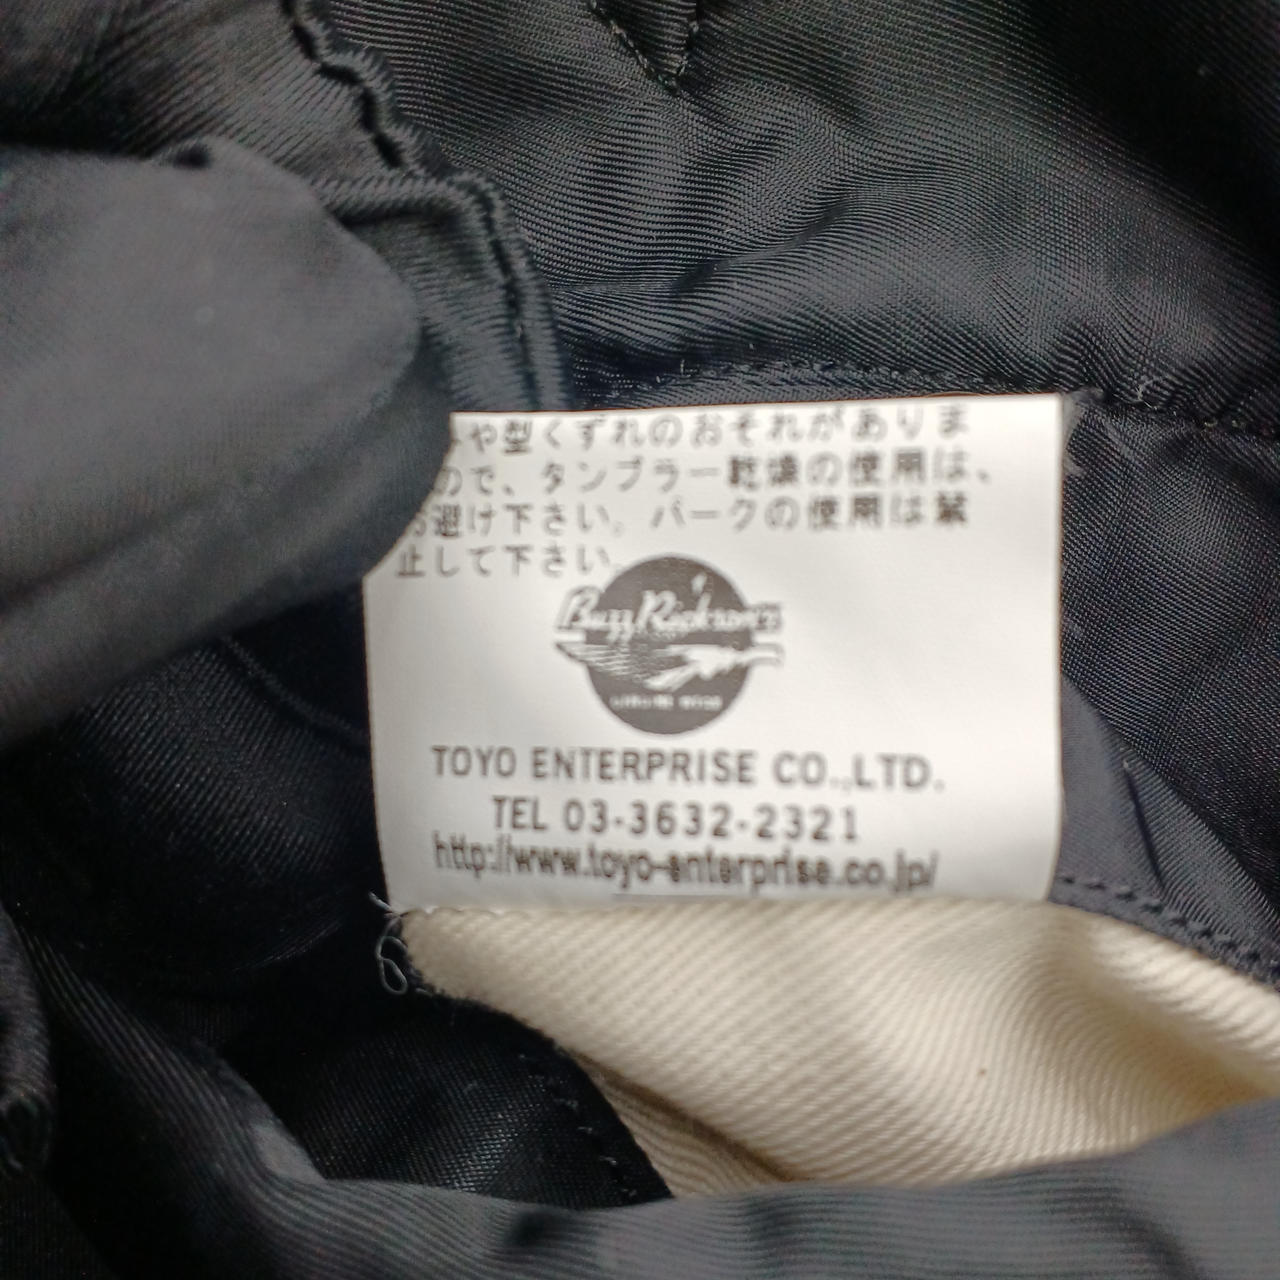 や型くずれのおそれがありま
ので、タンブラー乾燥の使用は、
避け下さい。パークの使用は禁
止して下さい。
Buzz Rickson's
TOYO ENTERPRISE CO.,LTD.
TEL 03-3632-2321
http://www.toyo-enterprise.co.jp/